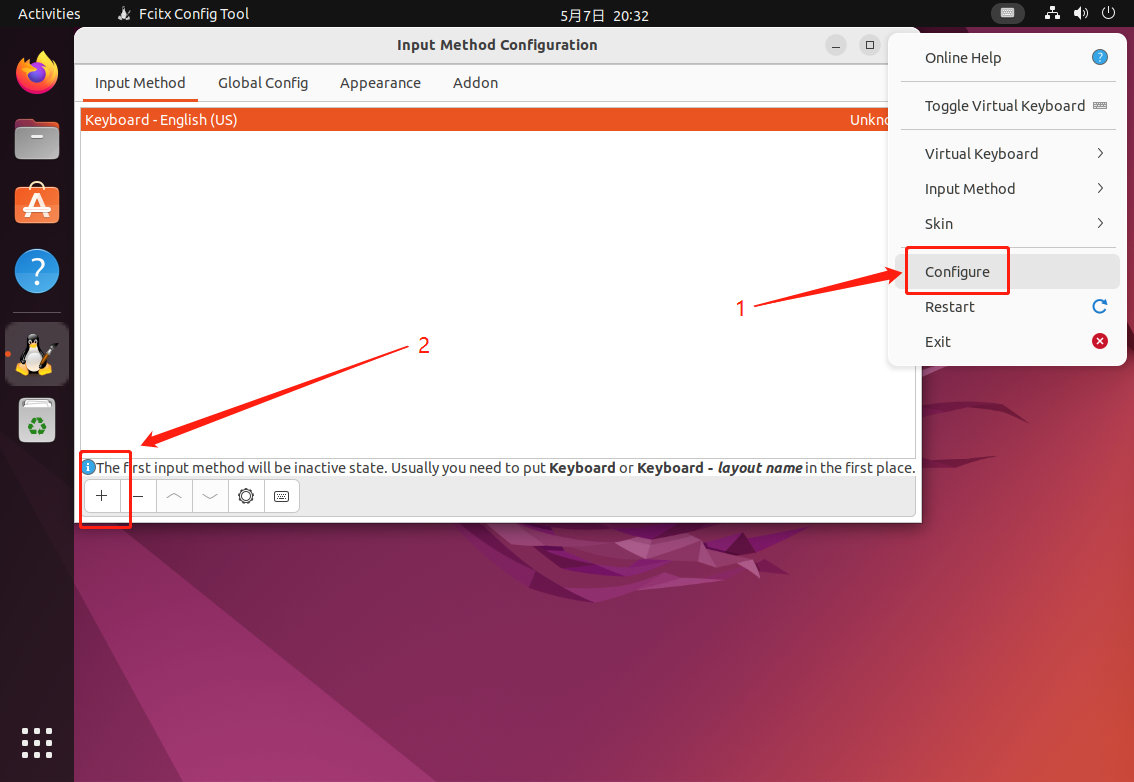 Activities Fcitx Config Tool 5月7日 20:32
Input Method Configuration
Input Method Global Config Appearance Addon
Keyboard - English (US) Unkno
Online Help
Toggle Virtual Keyboard
Virtual Keyboard
Input Method
Skin
Configure
Restart
Exit
1
2
The first input method will be inactive state. Usually you need to put Keyboard or Keyboard - layout name in the first place.